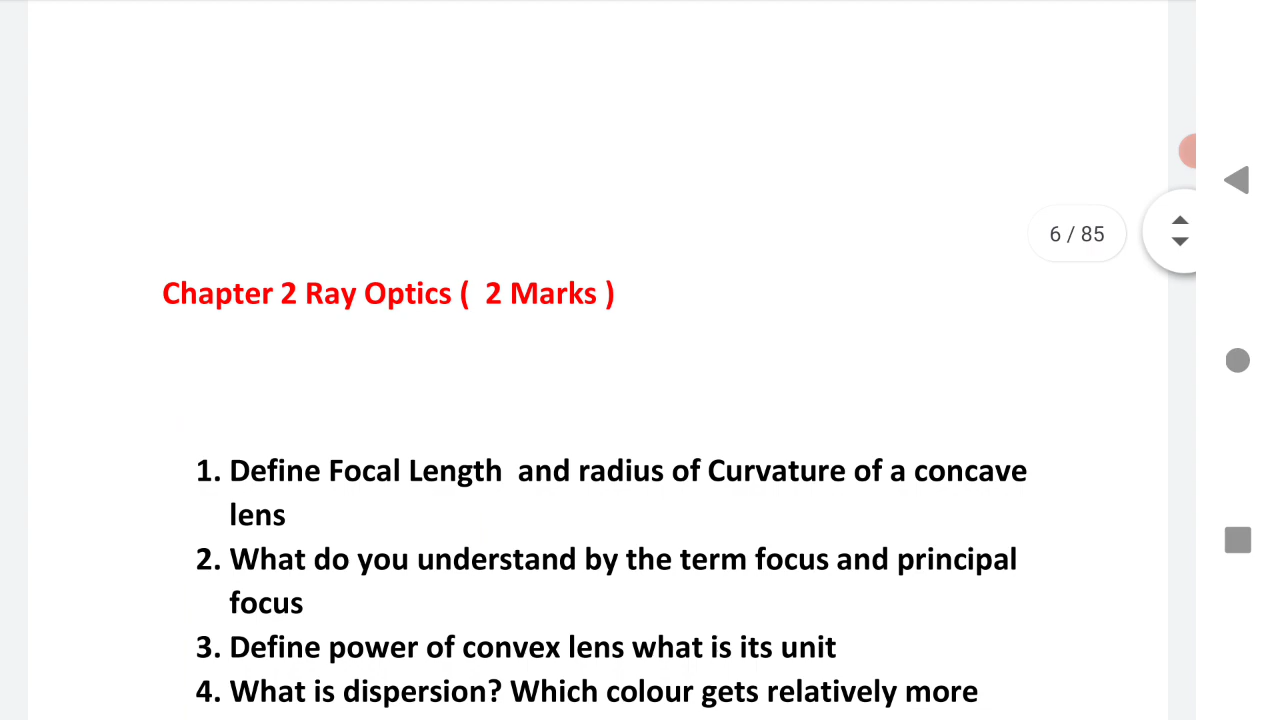 6 / 85
Chapter 2 Ray Optics ( 2 Marks )
1. Define Focal Length and radius of Curvature of a concave
lens
2. What do you understand by the term focus and principal
focus
3. Define power of convex lens what is its unit
4. What is dispersion? Which colour gets relatively more